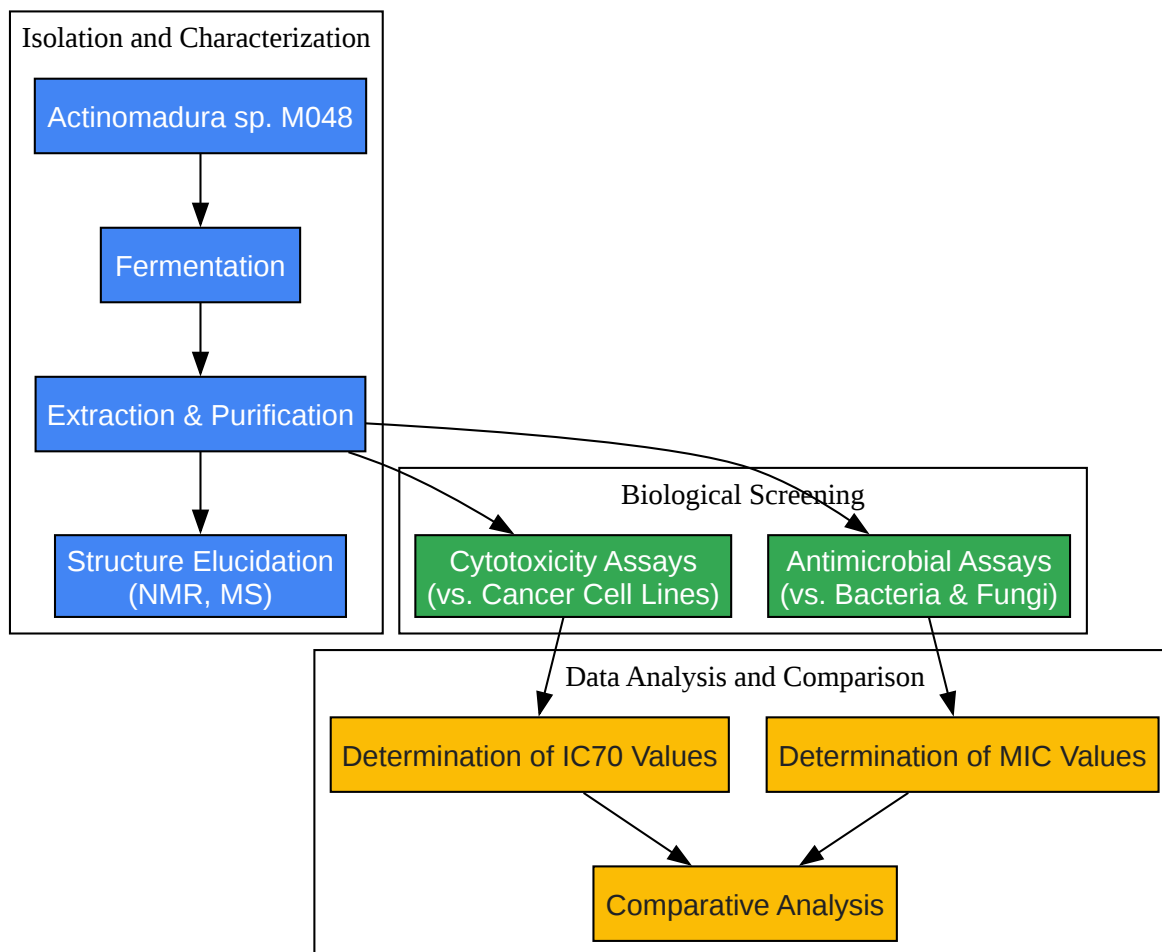 Isolation and Characterization
Actinomadura sp. M048
Fermentation
Extraction & Purification
Structure Elucidation
(NMR, MS)
Biological Screening
Cytotoxicity Assays
(vs. Cancer Cell Lines)
Antimicrobial Assays
(vs. Bacteria & Fungi)
Data Analysis and Comparison
Determination of IC70 Values
Determination of MIC Values
Comparative Analysis